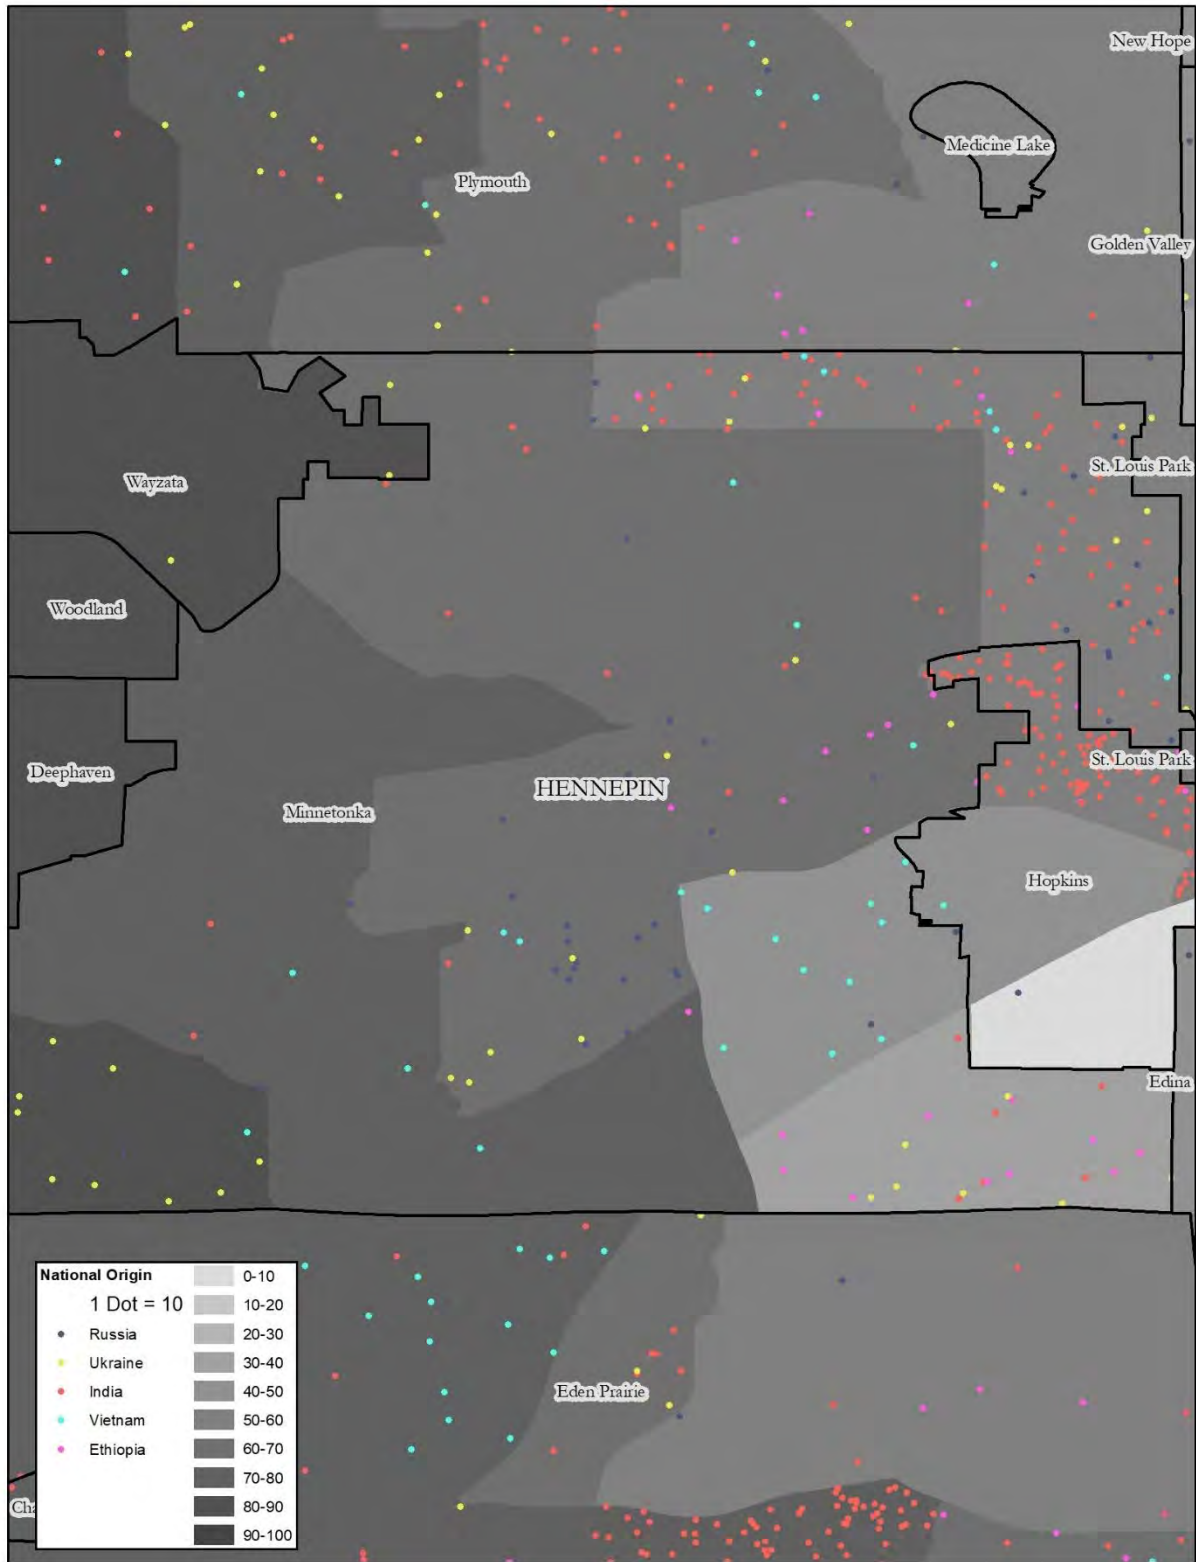 New Hope
Medicine Lake
Plymouth
Golden Valley
St. Louis Park
Wayzata
Woodland
St. Louis Park
Deephaven
HENNEPIN
Minnetonka
Hopkins
Edina
National Origin
1 Dot = 10
Russia
Ukraine
India
Vietnam
Ethiopia
0-10
10-20
20-30
30-40
40-50
50-60
60-70
70-80
80-90
90-100
Eden Prairie
Cha